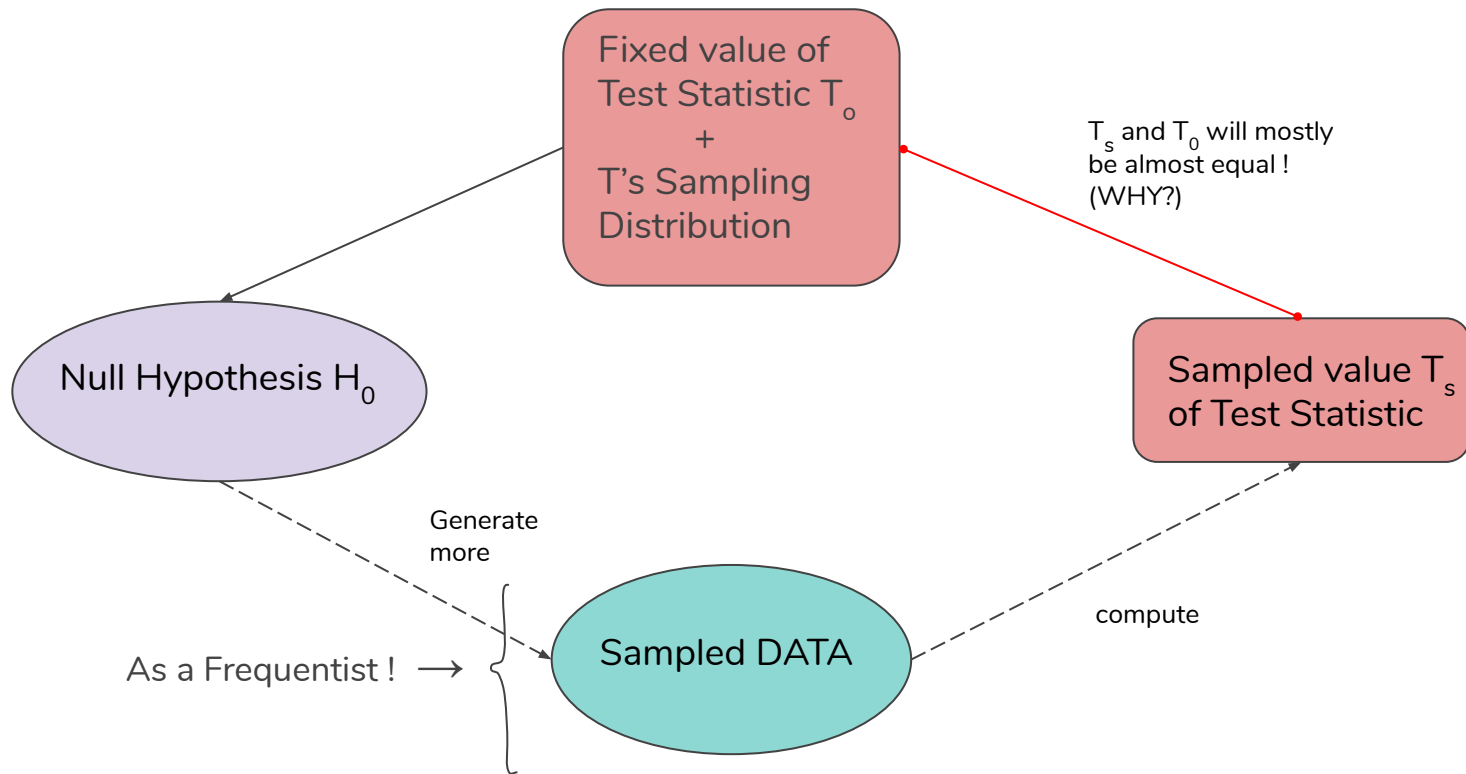 Fixed value of
Test Statistic Tₒ
+
T’s Sampling
Distribution
Tₛ and T₀ will mostly
be almost equal !
(WHY?)
Null Hypothesis H₀
Sampled value Tₛ
of Test Statistic
Generate
more
compute
Sampled DATA
As a Frequentist ! →